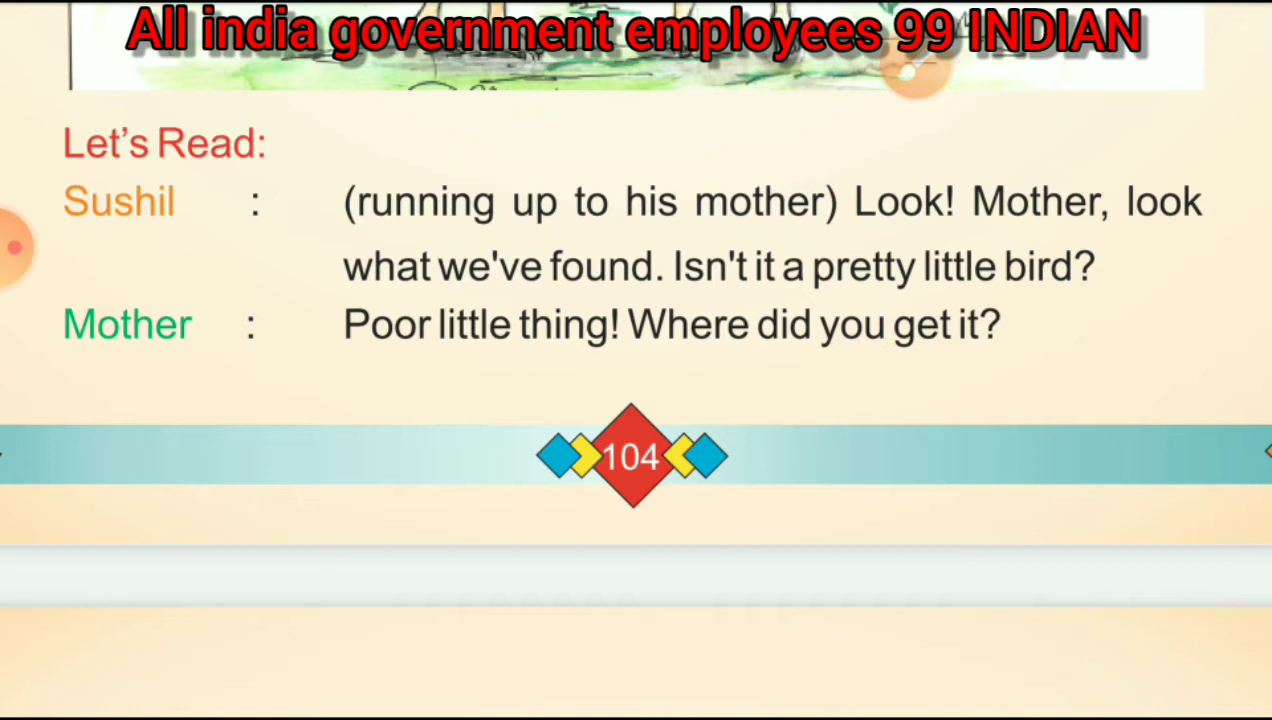 All india government employees 99 INDIAN
Let’s Read:
Sushil : (running up to his mother) Look! Mother, look
what we've found. Isn't it a pretty little bird?
Mother : Poor little thing! Where did you get it?
104